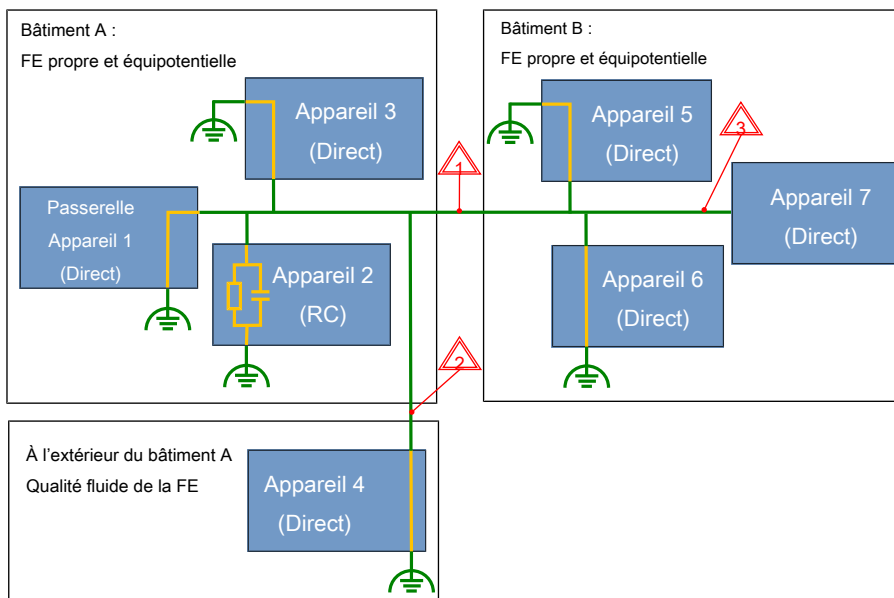 Bâtiment A :
FE propre et équipotentielle
Appareil 3
(Direct)
Passerelle
Appareil 1
(Direct)
Appareil 2
(RC)
1
2
Bâtiment B :
FE propre et équipotentielle
Appareil 5
(Direct)
3
Appareil 7
(Direct)
Appareil 6
(Direct)
À l’extérieur du bâtiment A
Qualité fluide de la FE
Appareil 4
(Direct)